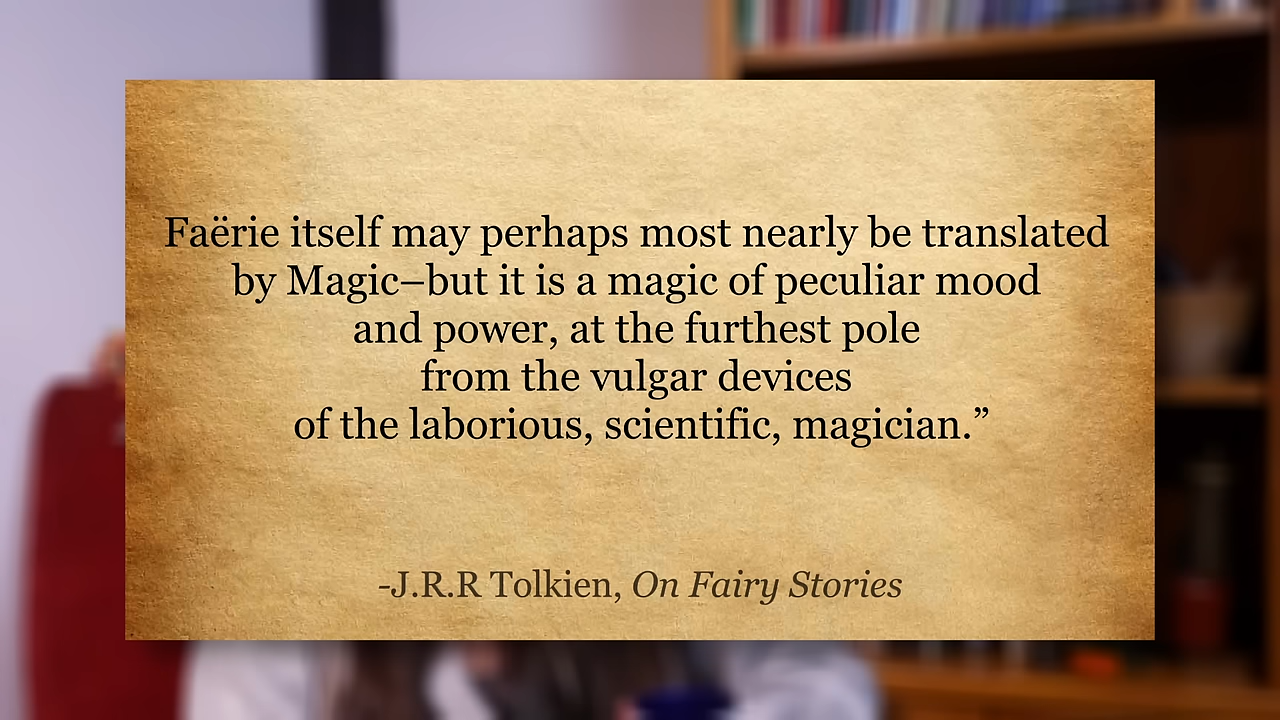 Faërie itself may perhaps most nearly be translated
by Magic–but it is a magic of peculiar mood
and power, at the furthest pole
from the vulgar devices
of the laborious, scientific, magician.”
-J.R.R Tolkien, On Fairy Stories